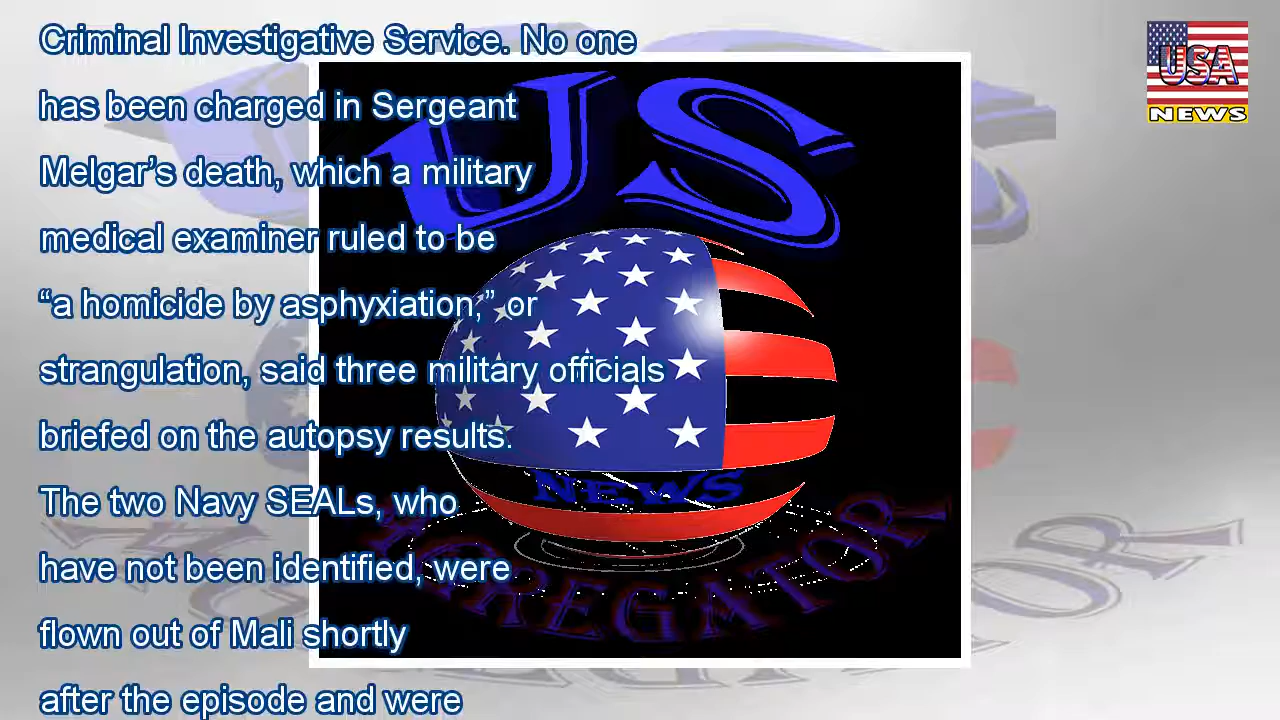 Criminal Investigative Service. No one
has been charged in Sergeant
Melgar’s death, which a military
medical examiner ruled to be
“a homicide by asphyxiation,” or
strangulation, said three military officials
briefed on the autopsy results.
The two Navy SEALs, who
have not been identified, were
flown out of Mali shortly
after the episode and were
USA
NEWS
US
NEWS
AGREGATOR